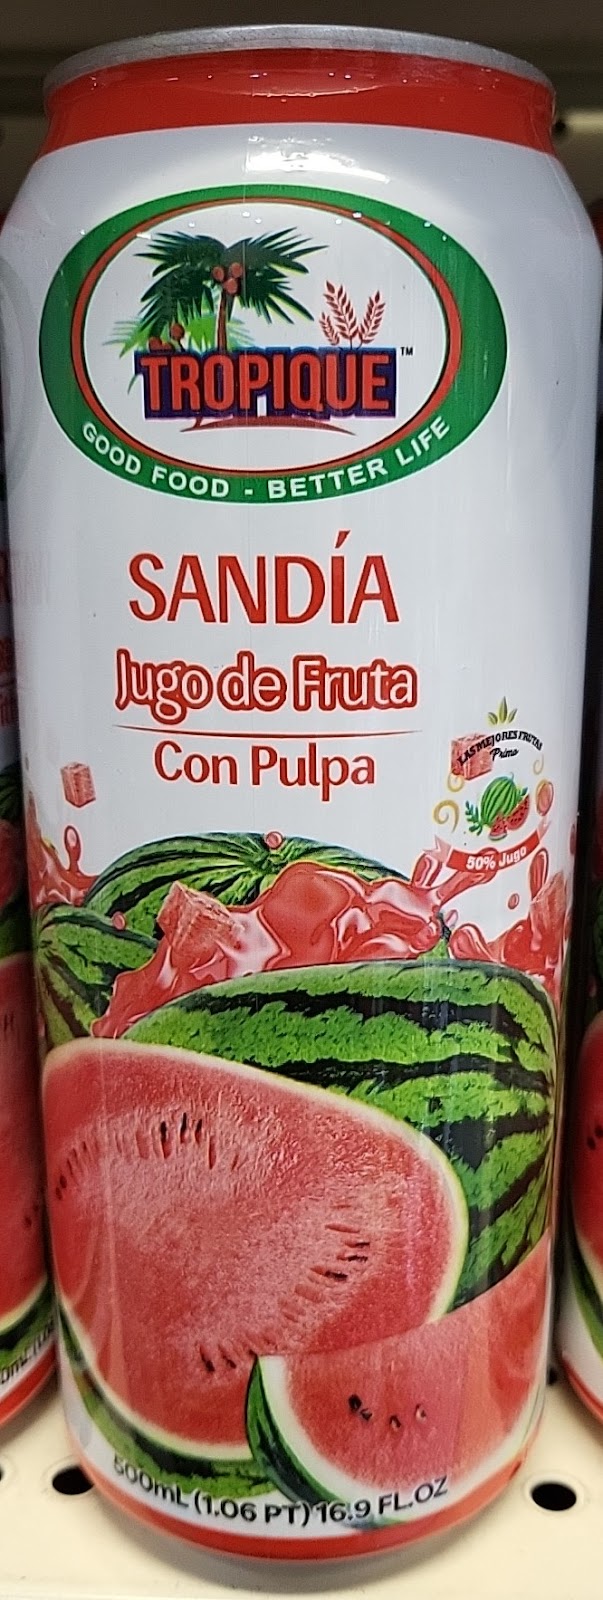 TROPIQUE™
GOOD FOOD - BETTER LIFE
SANDÍA
Jugo de Fruta
Con Pulpa
LAS MEJORES FRUTAS
Primo
50% Jugo
500mL (1.06 PT) 16.9 FL.OZ